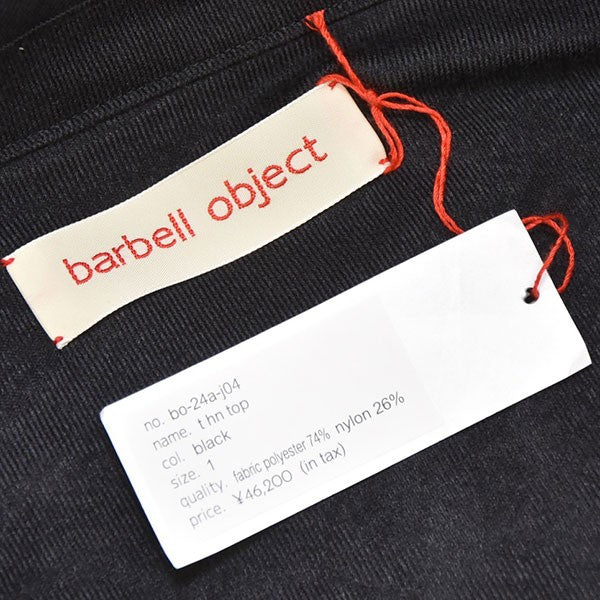 barbell object
no. bo-24a-j04
name. t hn top
col. black
size. 1
quality. fabric polyester 74% nylon 26%
price. ¥46,200 (in tax)